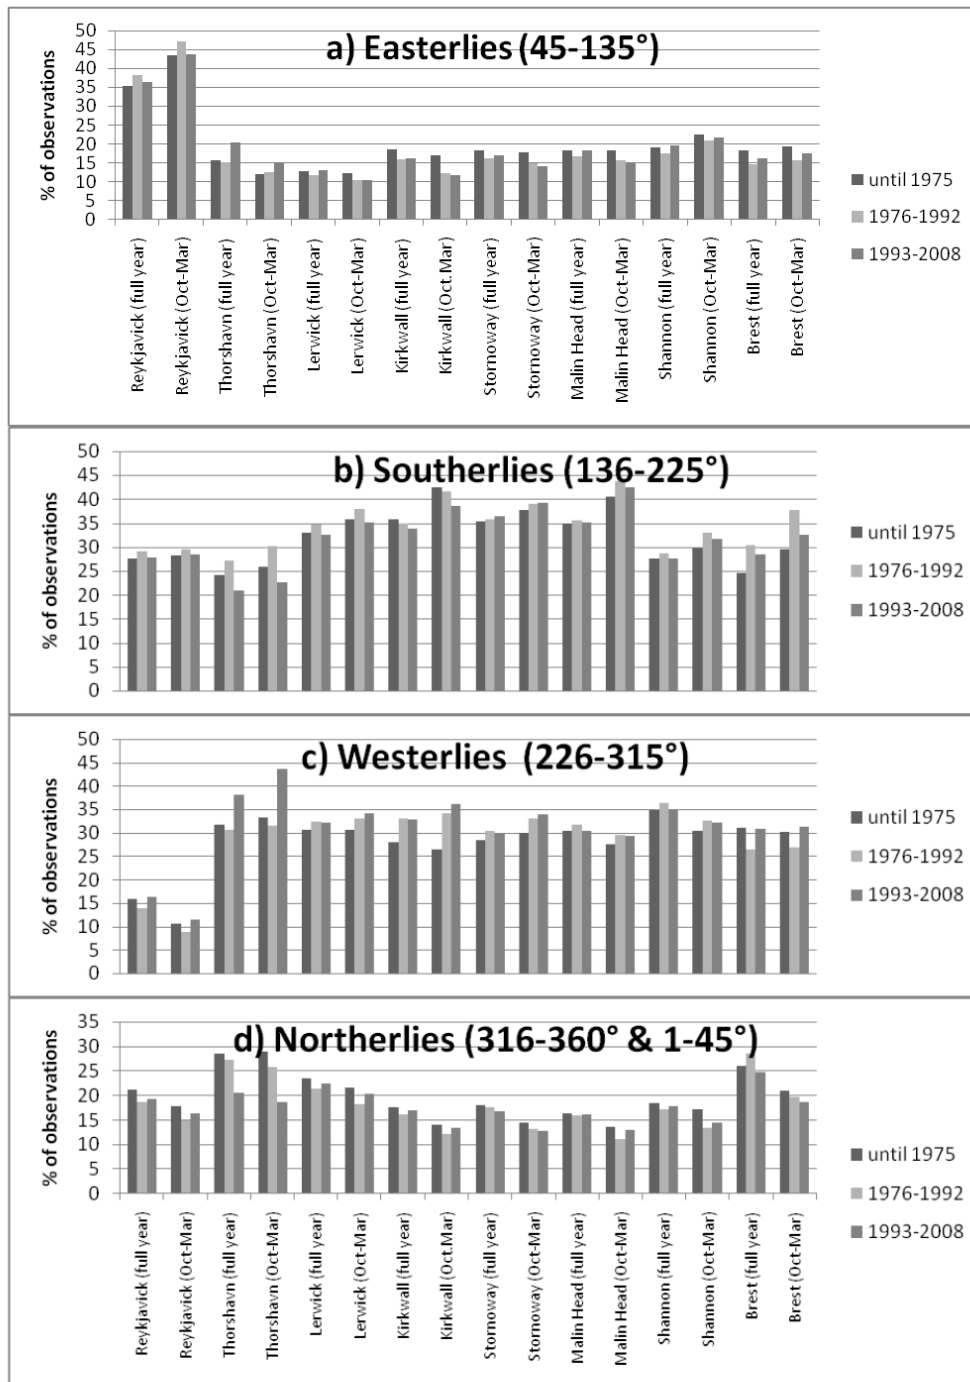 a) Easterlies (45-135°)
% of observations
50
45
40
35
30
25
20
15
10
5
0
until 1975
1976-1992
1993-2008
Reykjavick (full year)
Reykjavick (Oct-Mar)
Thorshavn (full year)
Thorshavn (Oct-Mar)
Lerwick (full year)
Lerwick (Oct-Mar)
Kirkwall (full year)
Kirkwall (Oct.Mar)
Stornoway (full year)
Stornoway (Oct-Mar)
Malin Head (full year)
Malin Head (Oct-Mar)
Shannon (full year)
Shannon (Oct-Mar)
Brest (full year)
Brest (Oct-Mar)
b) Southerlies (136-225°)
% of observations
50
45
40
35
30
25
20
15
10
5
0
until 1975
1976-1992
1993-2008
c) Westerlies (226-315°)
% of observations
50
45
40
35
30
25
20
15
10
5
0
until 1975
1976-1992
1993-2008
d) Northerlies (316-360° & 1-45°)
% of observations
35
30
25
20
15
10
5
0
until 1975
1976-1992
1993-2008
Reykjavick (full year)
Reykjavick (Oct-Mar)
Thorshavn (full year)
Thorshavn (Oct-Mar)
Lerwick (full year)
Lerwick (Oct-Mar)
Kirkwall (full year)
Kirkwall (Oct.Mar)
Stornoway (full year)
Stornoway (Oct-Mar)
Malin Head (full year)
Malin Head (Oct-Mar)
Shannon (full year)
Shannon (Oct-Mar)
Brest (full year)
Brest (Oct-Mar)